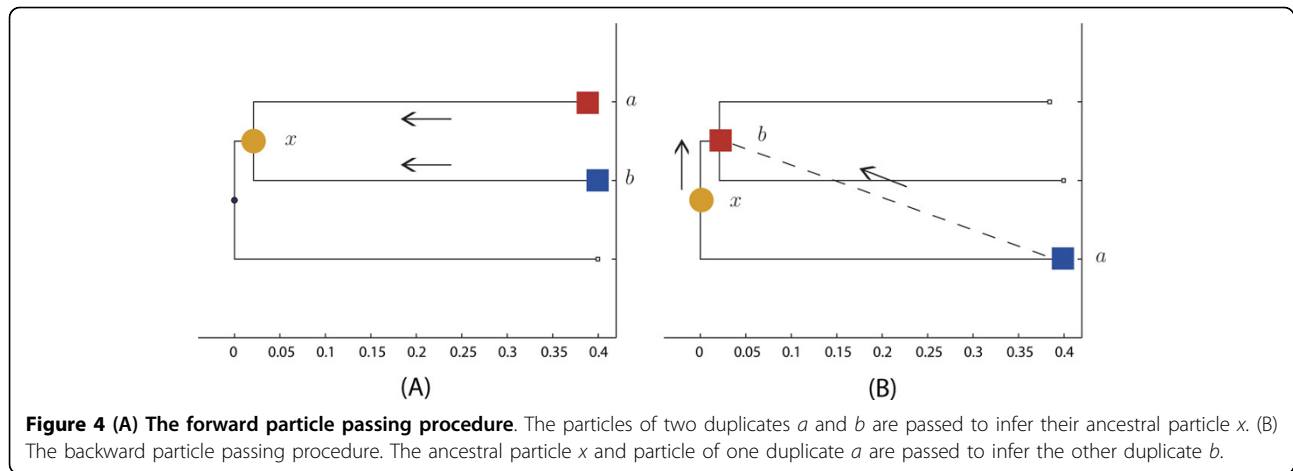 a
x
b
0 0.05 0.1 0.15 0.2 0.25 0.3 0.35 0.4
(A)
b
x
a
0 0.05 0.1 0.15 0.2 0.25 0.3 0.35 0.4
(B)
Figure 4 (A) The forward particle passing procedure. The particles of two duplicates a and b are passed to infer their ancestral particle x. (B)
The backward particle passing procedure. The ancestral particle x and particle of one duplicate a are passed to infer the other duplicate b.